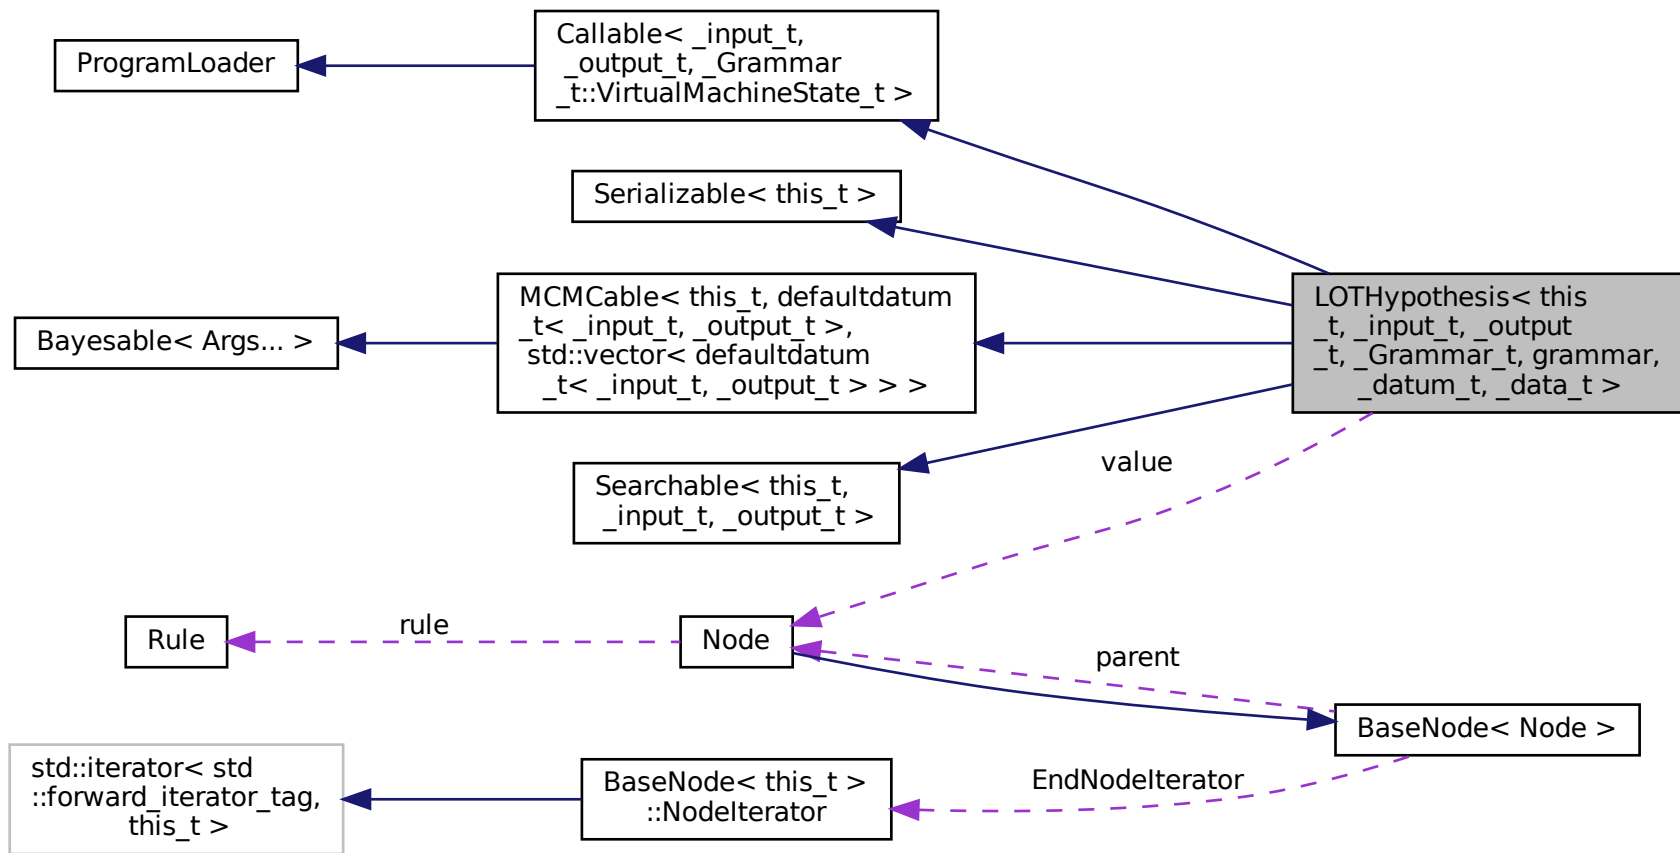 ProgramLoader
Callable< _input_t,
_output_t, _Grammar
_t::VirtualMachineState_t >
Serializable< this_t >
Bayesable< Args... >
MCMCable< this_t, defaultdatum
_t< _input_t, _output_t >,
std::vector< defaultdatum
_t< _input_t, _output_t > > >
LOTHypothesis< this
_t, _input_t, _output
_t, _Grammar_t, grammar,
_datum_t, _data_t >
value
Searchable< this_t,
_input_t, _output_t >
Rule
rule
Node
parent
BaseNode< Node >
EndNodeIterator
std::iterator< std
::forward_iterator_tag,
this_t >
BaseNode< this_t >
::NodeIterator